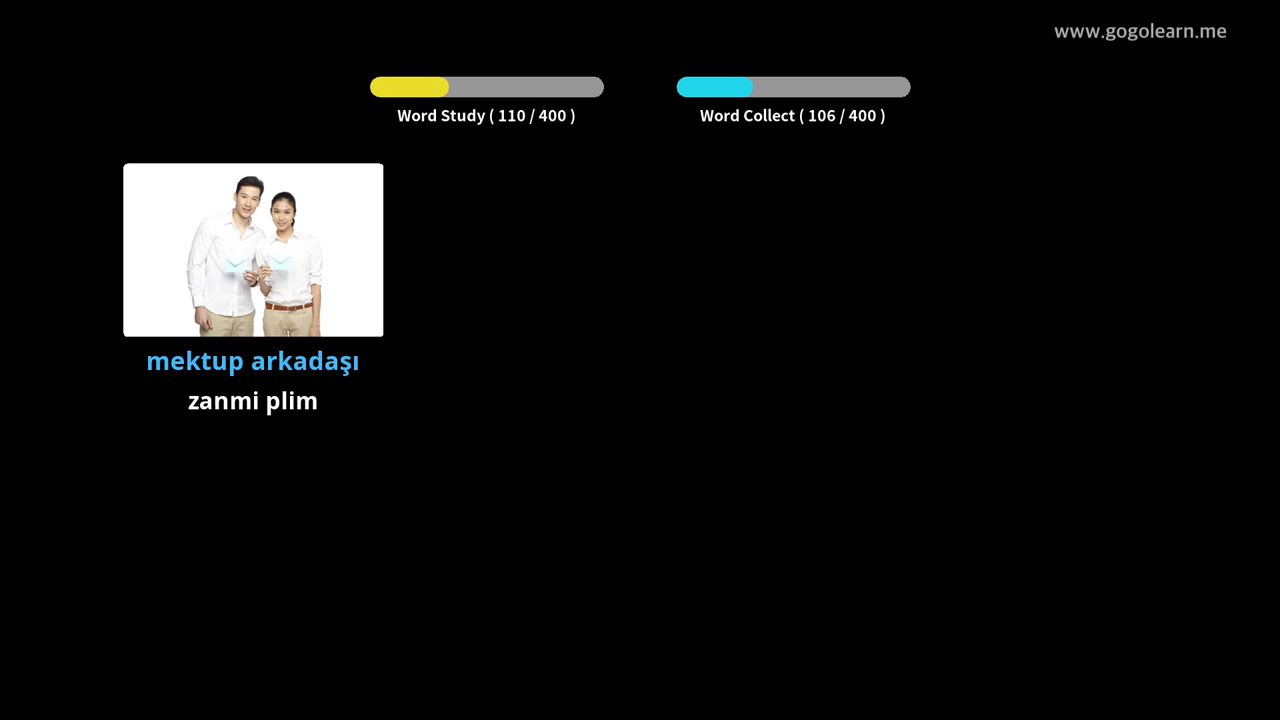 www.gogolearn.me
Word Study ( 110 / 400 )
Word Collect ( 106 / 400 )
mektup arkadaşı
zanmi plim